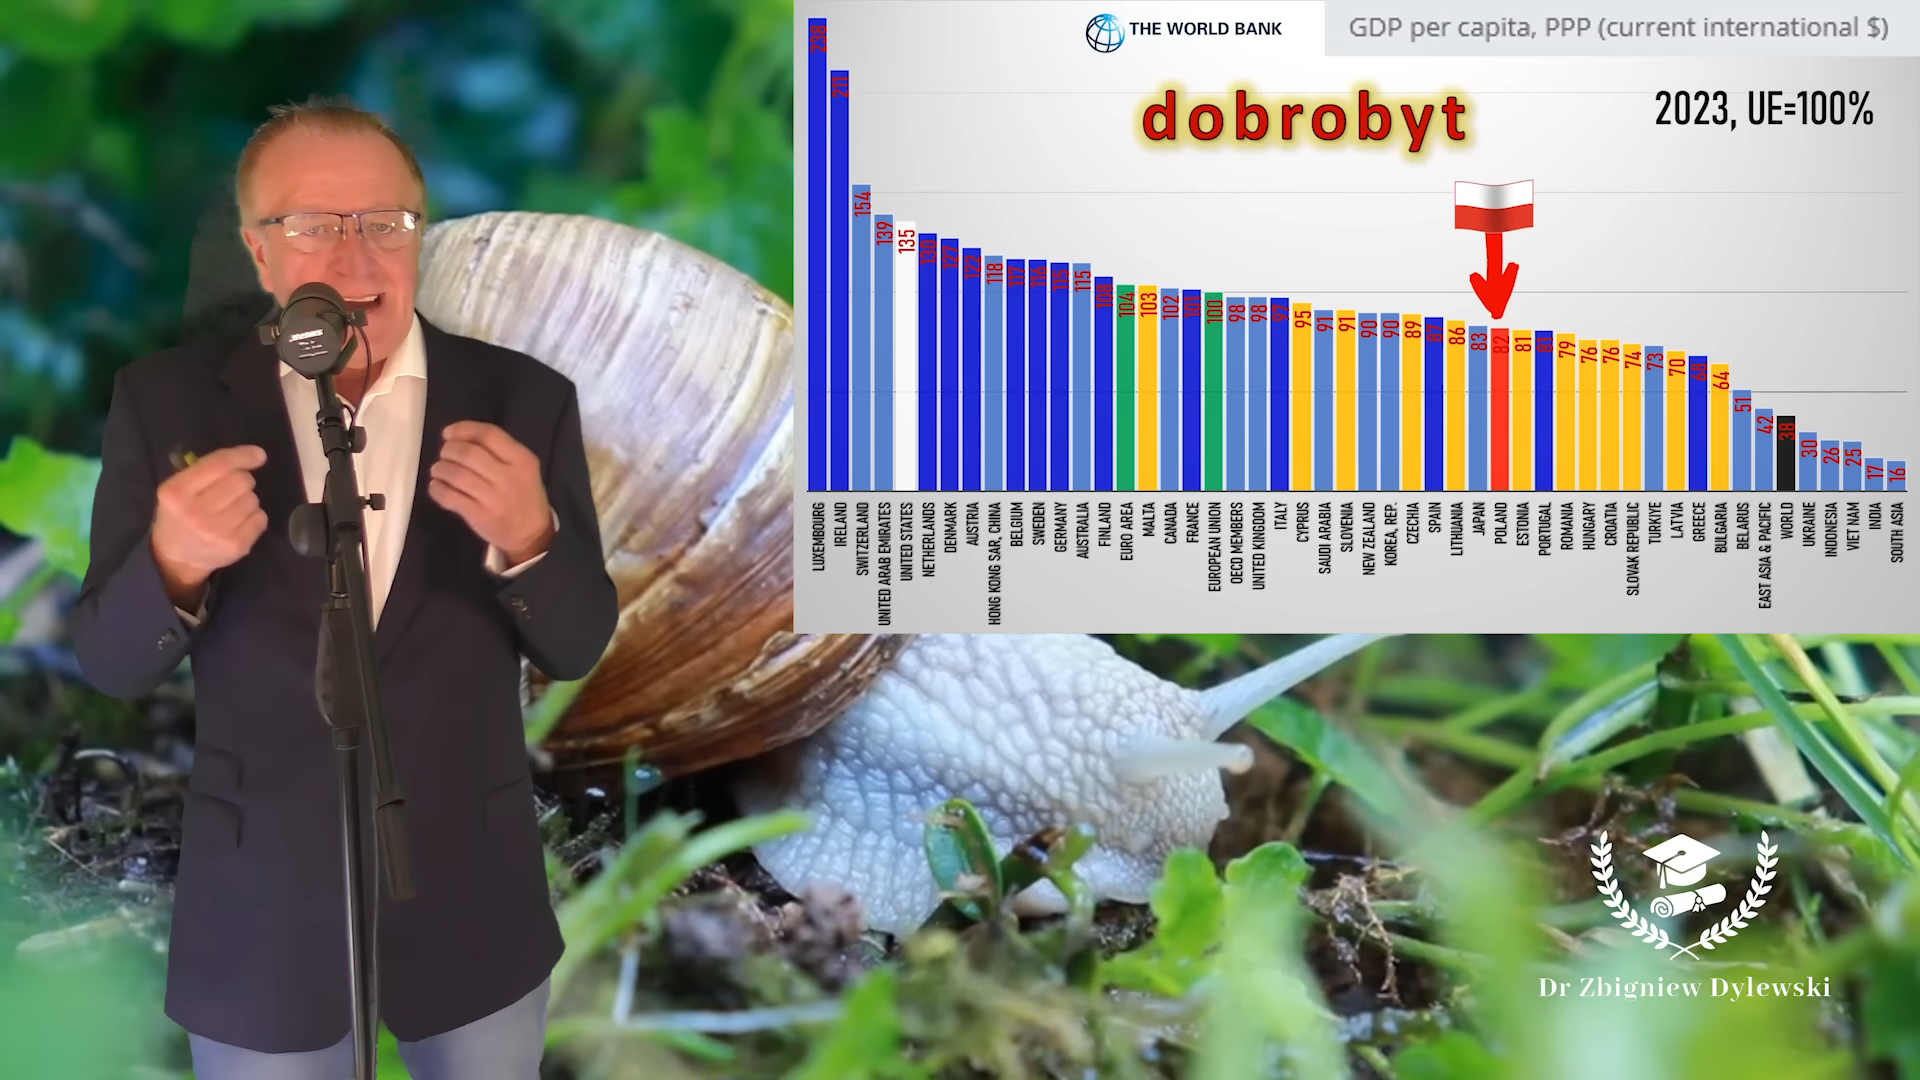 THE WORLD BANK
GDP per capita, PPP (current international $)
dobrobyt
2023, UE=100%
238
211
154
139
135
130
127
122
118
117
116
115
115
108
104
103
102
101
100
98
98
97
95
91
91
90
90
89
87
86
83
82
81
81
79
76
76
74
73
70
68
64
51
42
38
30
26
25
17
16
LUXEMBOURG
IRELAND
SWITZERLAND
UNITED ARAB EMIRATES
UNITED STATES
NETHERLANDS
DENMARK
AUSTRIA
HONG KONG SAR, CHINA
BELGIUM
SWEDEN
GERMANY
AUSTRALIA
FINLAND
EURO AREA
MALTA
CANADA
FRANCE
EUROPEAN UNION
OECD MEMBERS
UNITED KINGDOM
ITALY
CYPRUS
SAUDI ARABIA
SLOVENIA
NEW ZEALAND
KOREA, REP.
CZECHIA
SPAIN
LITHUANIA
JAPAN
POLAND
ESTONIA
PORTUGAL
ROMANIA
HUNGARY
CROATIA
SLOVAK REPUBLIC
TURKIYE
LATVIA
GREECE
BULGARIA
BELARUS
EAST ASIA & PACIFIC
WORLD
UKRAINE
INDONESIA
VIET NAM
INDIA
SOUTH ASIA
SHURE
Dr Zbigniew Dylewski